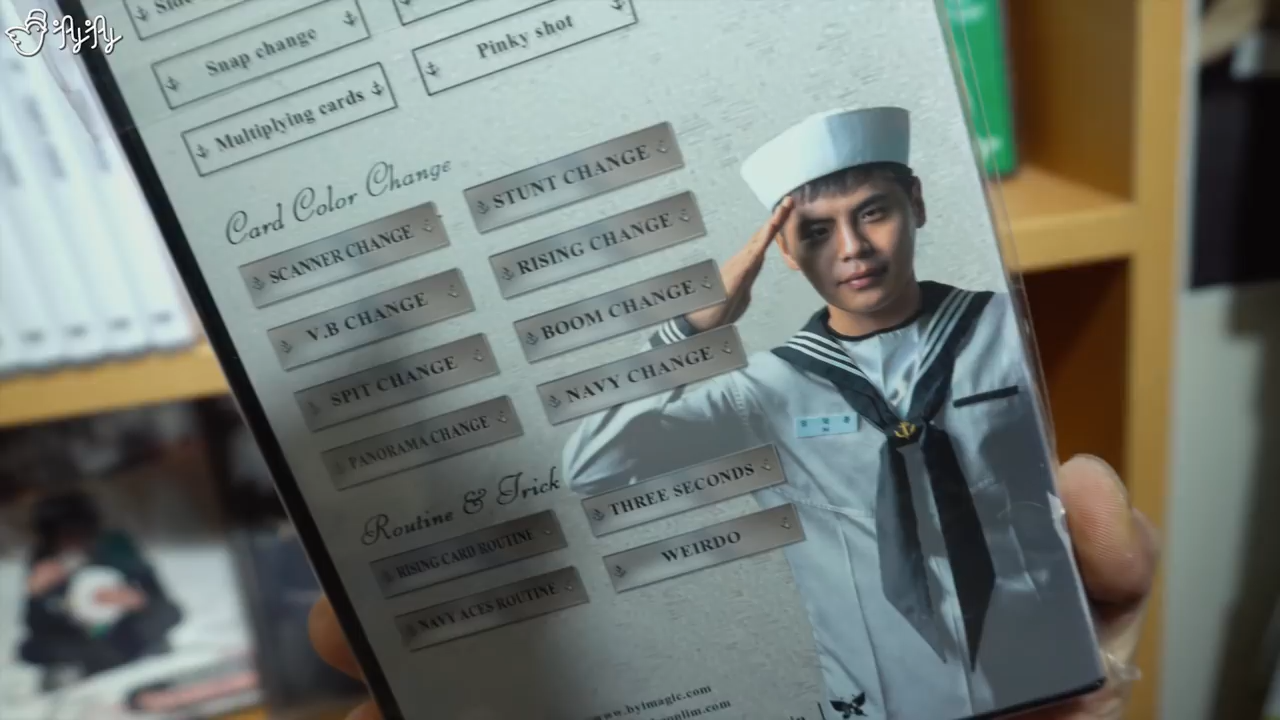 Snap change
Pinky shot
Multiplying cards
Card Color Change
STUNT CHANGE
SCANNER CHANGE
RISING CHANGE
V.B CHANGE
BOOM CHANGE
SPIT CHANGE
NAVY CHANGE
PANORAMA CHANGE
Routine & Trick
THREE SECONDS
RISING CARD ROUTINE
WEIRDO
NAVY ACES ROUTINE
www.byimagic.com